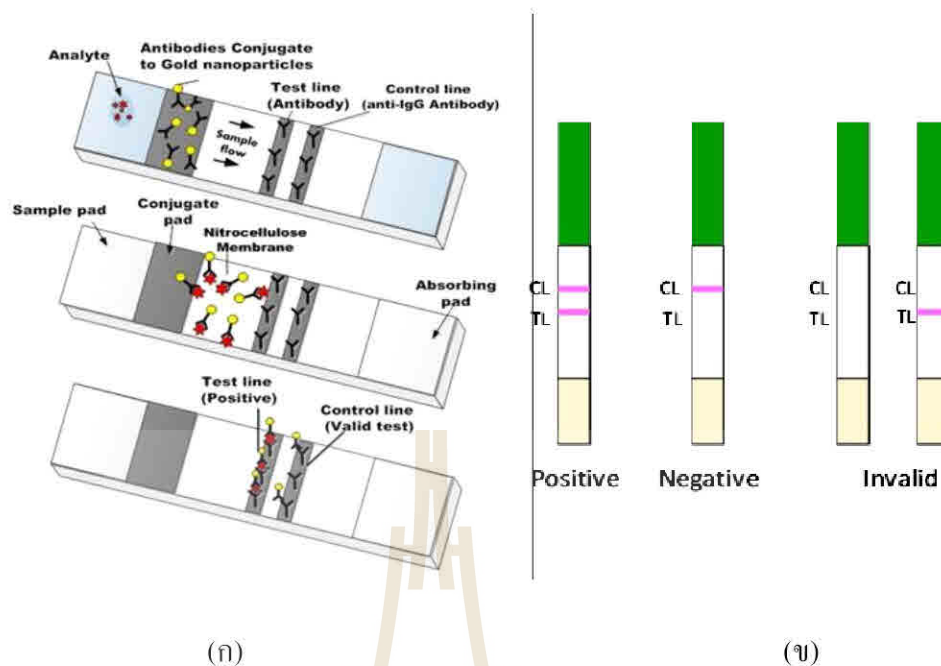 Analyte
Antibodies Conjugate
to Gold nanoparticles
Test line
(Antibody)
Control line
(anti-IgG Antibody)
Sample
flow
Sample pad
Conjugate
pad
Nitrocellulose
Membrane
Absorbing
pad
Test line
(Positive)
Control line
(Valid test)
CL
TL
Positive
CL
TL
Negative
CL
TL
CL
TL
Invalid
(ก)
(ข)